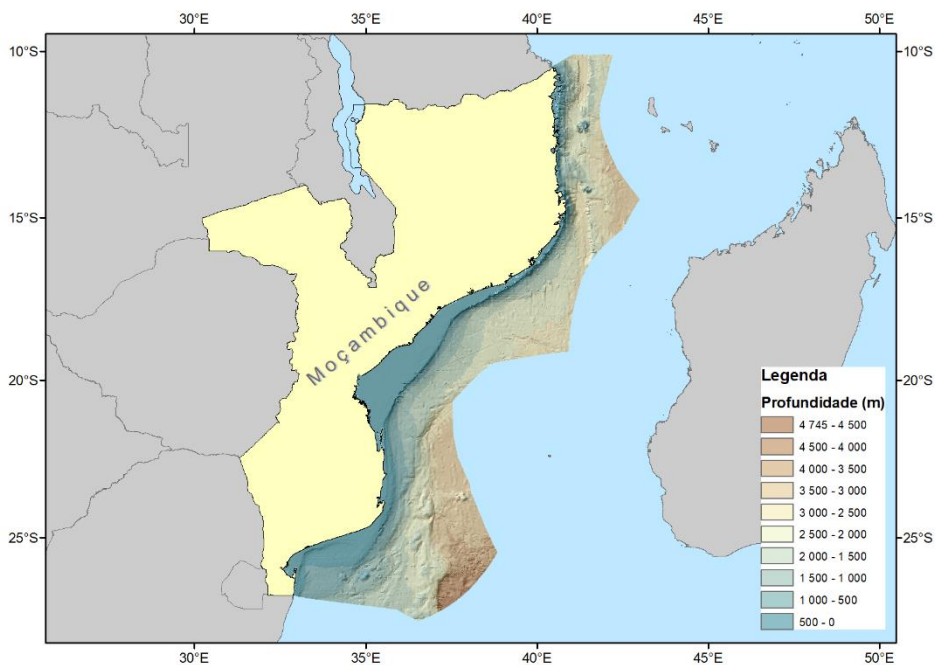 30°E 35°E 40°E 45°E 50°E
10°S 10°S
15°S 15°S
Moçambique
20°S 20°S
25°S 25°S
Legenda
Profundidade (m)
4 745 - 4 500
4 500 - 4 000
4 000 - 3 500
3 500 - 3 000
3 000 - 2 500
2 500 - 2 000
2 000 - 1 500
1 500 - 1 000
1 000 - 500
500 - 0
30°E 35°E 40°E 45°E 50°E